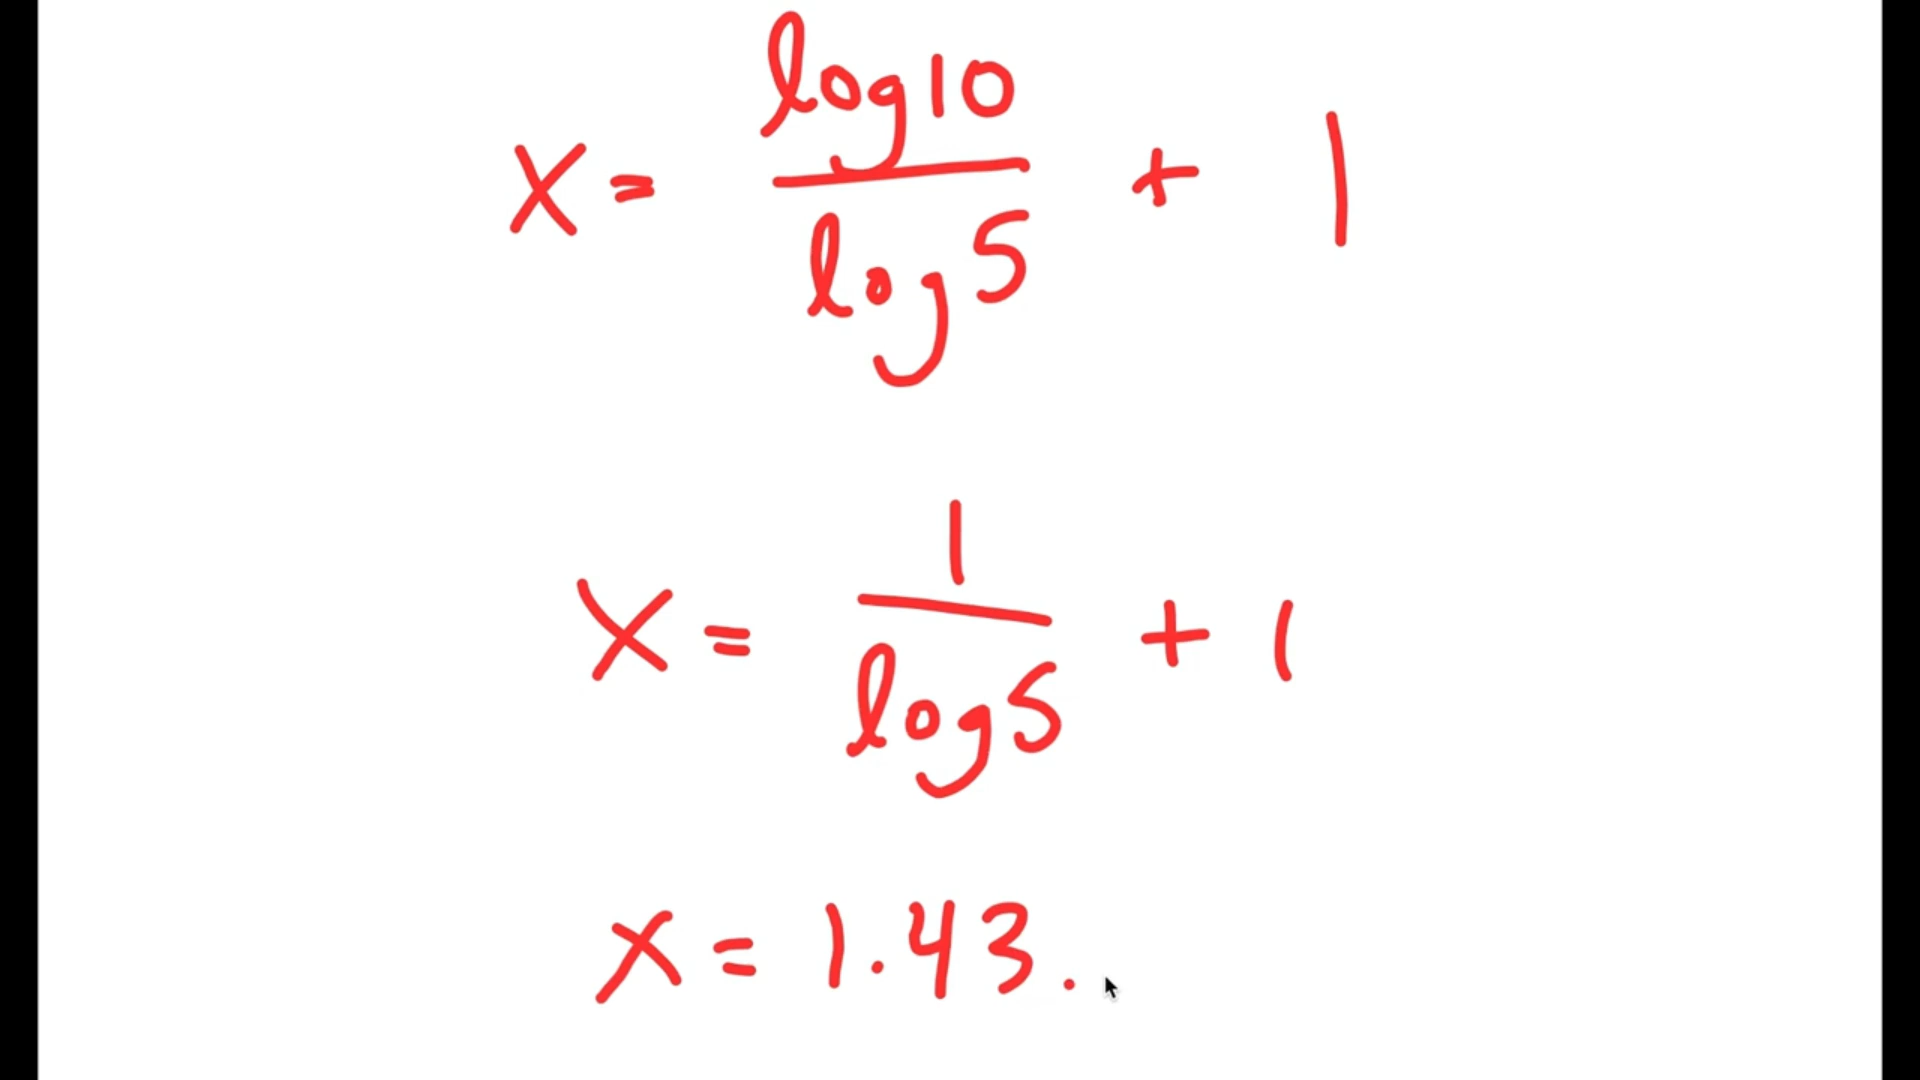 x = log10 / log5 + 1
x = 1 / log5 + 1
x = 1.43.